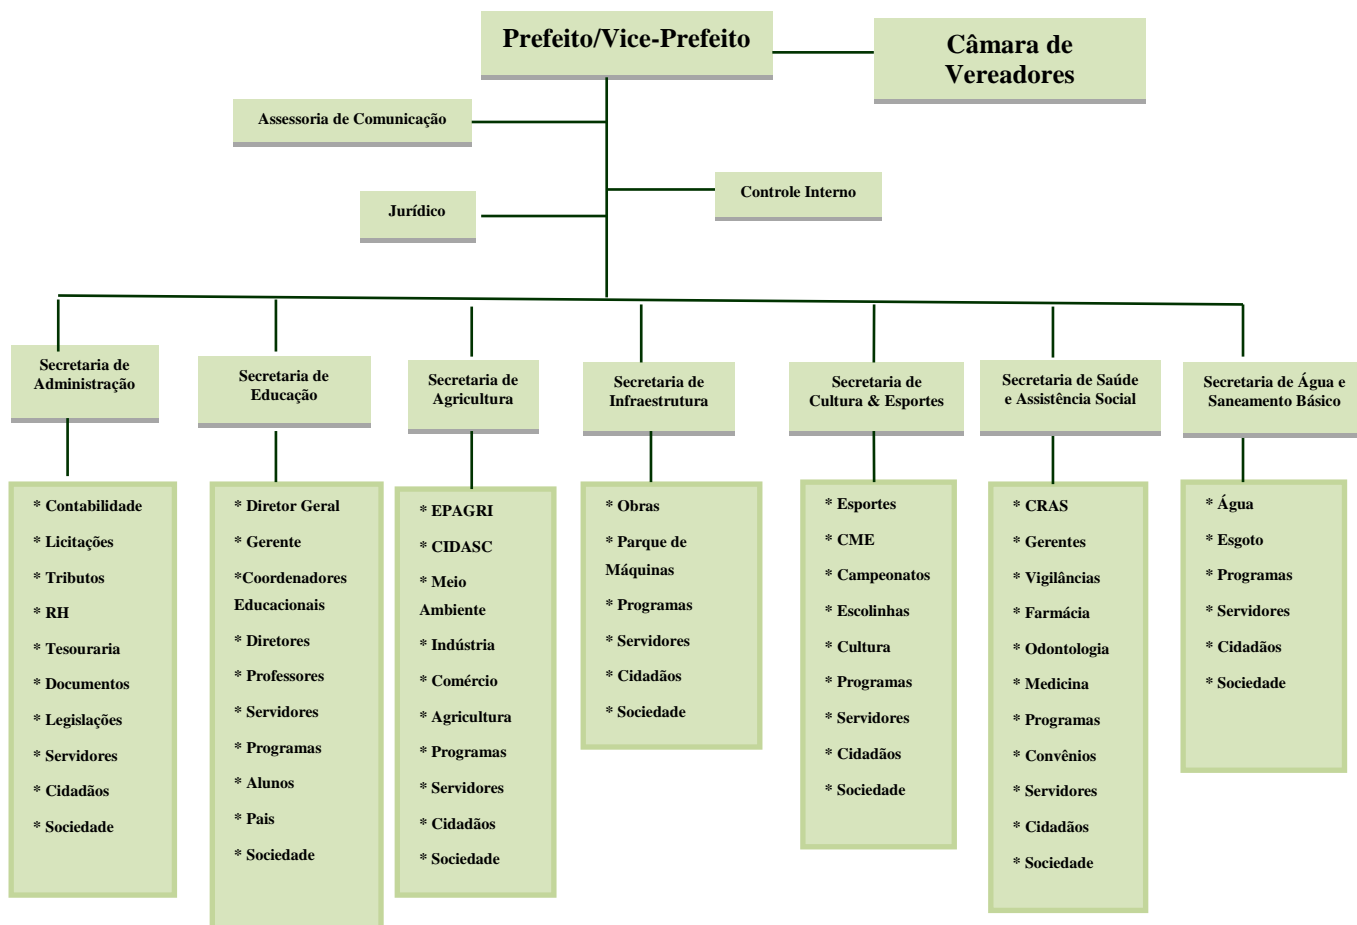 Prefeito/Vice-Prefeito
Câmara de
Vereadores
Assessoria de Comunicação
Controle Interno
Jurídico
Secretaria de
Administração
Secretaria de
Educação
Secretaria de
Agricultura
Secretaria de
Infraestrutura
Secretaria de
Cultura & Esportes
Secretaria de Saúde
e Assistência Social
Secretaria de Água e
Saneamento Básico
* Contabilidade
* Licitações
* Tributos
* RH
* Tesouraria
* Documentos
* Legislações
* Servidores
* Cidadãos
* Sociedade
* Diretor Geral
* Gerente
*Coordenadores
Educacionais
* Diretores
* Professores
* Servidores
* Programas
* Alunos
* Pais
* Sociedade
* EPAGRI
* CIDASC
* Meio
Ambiente
* Indústria
* Comércio
* Agricultura
* Programas
* Servidores
* Cidadãos
* Sociedade
* Obras
* Parque de
Máquinas
* Programas
* Servidores
* Cidadãos
* Sociedade
* Esportes
* CME
* Campeonatos
* Escolinhas
* Cultura
* Programas
* Servidores
* Cidadãos
* Sociedade
* CRAS
* Gerentes
* Vigilâncias
* Farmácia
* Odontologia
* Medicina
* Programas
* Convênios
* Servidores
* Cidadãos
* Sociedade
* Água
* Esgoto
* Programas
* Servidores
* Cidadãos
* Sociedade